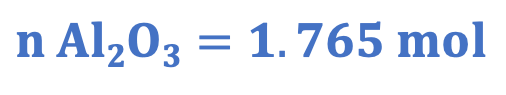 n Al₂O₃ = 1.765 mol